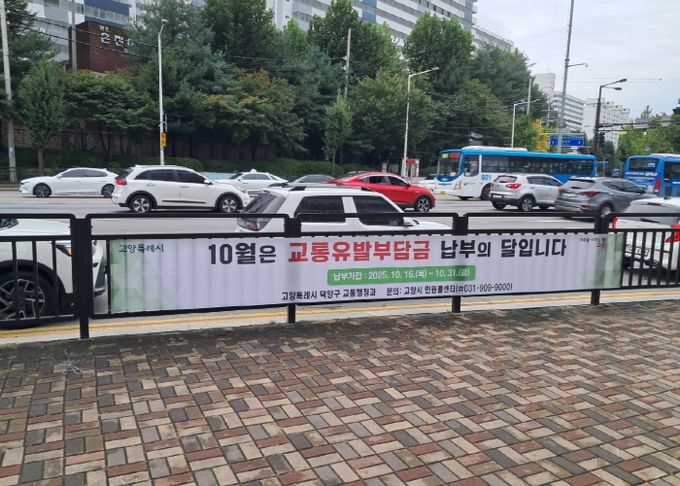 921
고양특례시
10월은 교통유발부담금 납부의 달입니다
납부기간 : 2025. 10. 16.(목) ~ 10. 31.(금)
고양특례시 덕양구 교통행정과 문의 : 고양시 민원콜센터(☎031-909-9000)